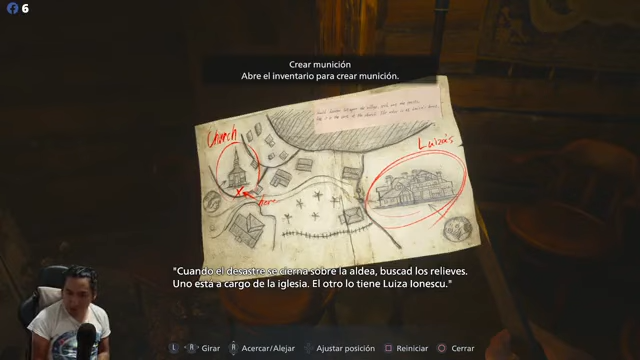 6
Crear munición
Abre el inventario para crear munición.
Church
Luiza's
here
"Cuando el desastre se cierna sobre la aldea, buscad los relieves.
Uno está a cargo de la iglesia. El otro lo tiene Luiza Ionescu."
L R Girar R Acercar/Alejar Ajustar posición Reiniciar Cerrar